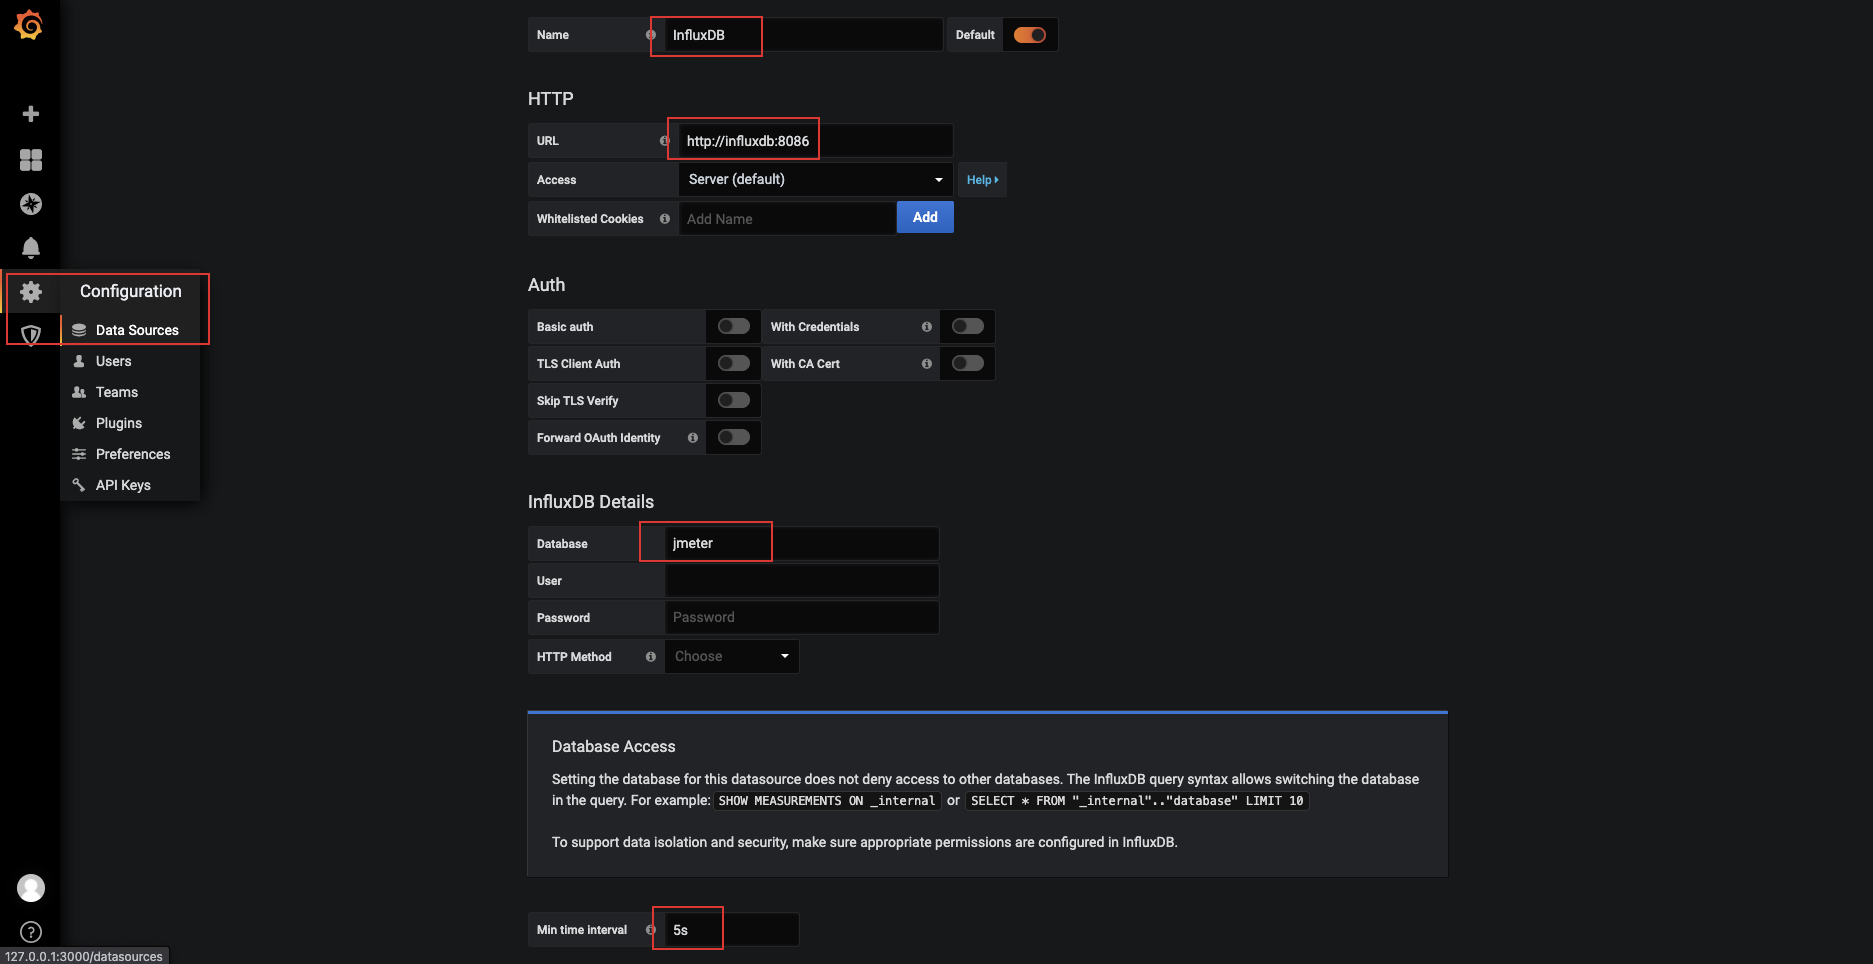 Name InfluxDB Default
HTTP
URL http://influxdb:8086
Access Server (default) Help
Whitelisted Cookies Add Name Add
Auth
Basic auth With Credentials
TLS Client Auth With CA Cert
Skip TLS Verify
Forward OAuth Identity
Configuration
Data Sources
Users
Teams
Plugins
Preferences
API Keys
InfluxDB Details
Database jmeter
User
Password Password
HTTP Method Choose
Database Access
Setting the database for this datasource does not deny access to other databases. The InfluxDB query syntax allows switching the database
in the query. For example: SHOW MEASUREMENTS ON _internal or SELECT * FROM "_internal".."database" LIMIT 10
To support data isolation and security, make sure appropriate permissions are configured in InfluxDB.
Min time interval 5s
127.0.0.1:3000/datasources